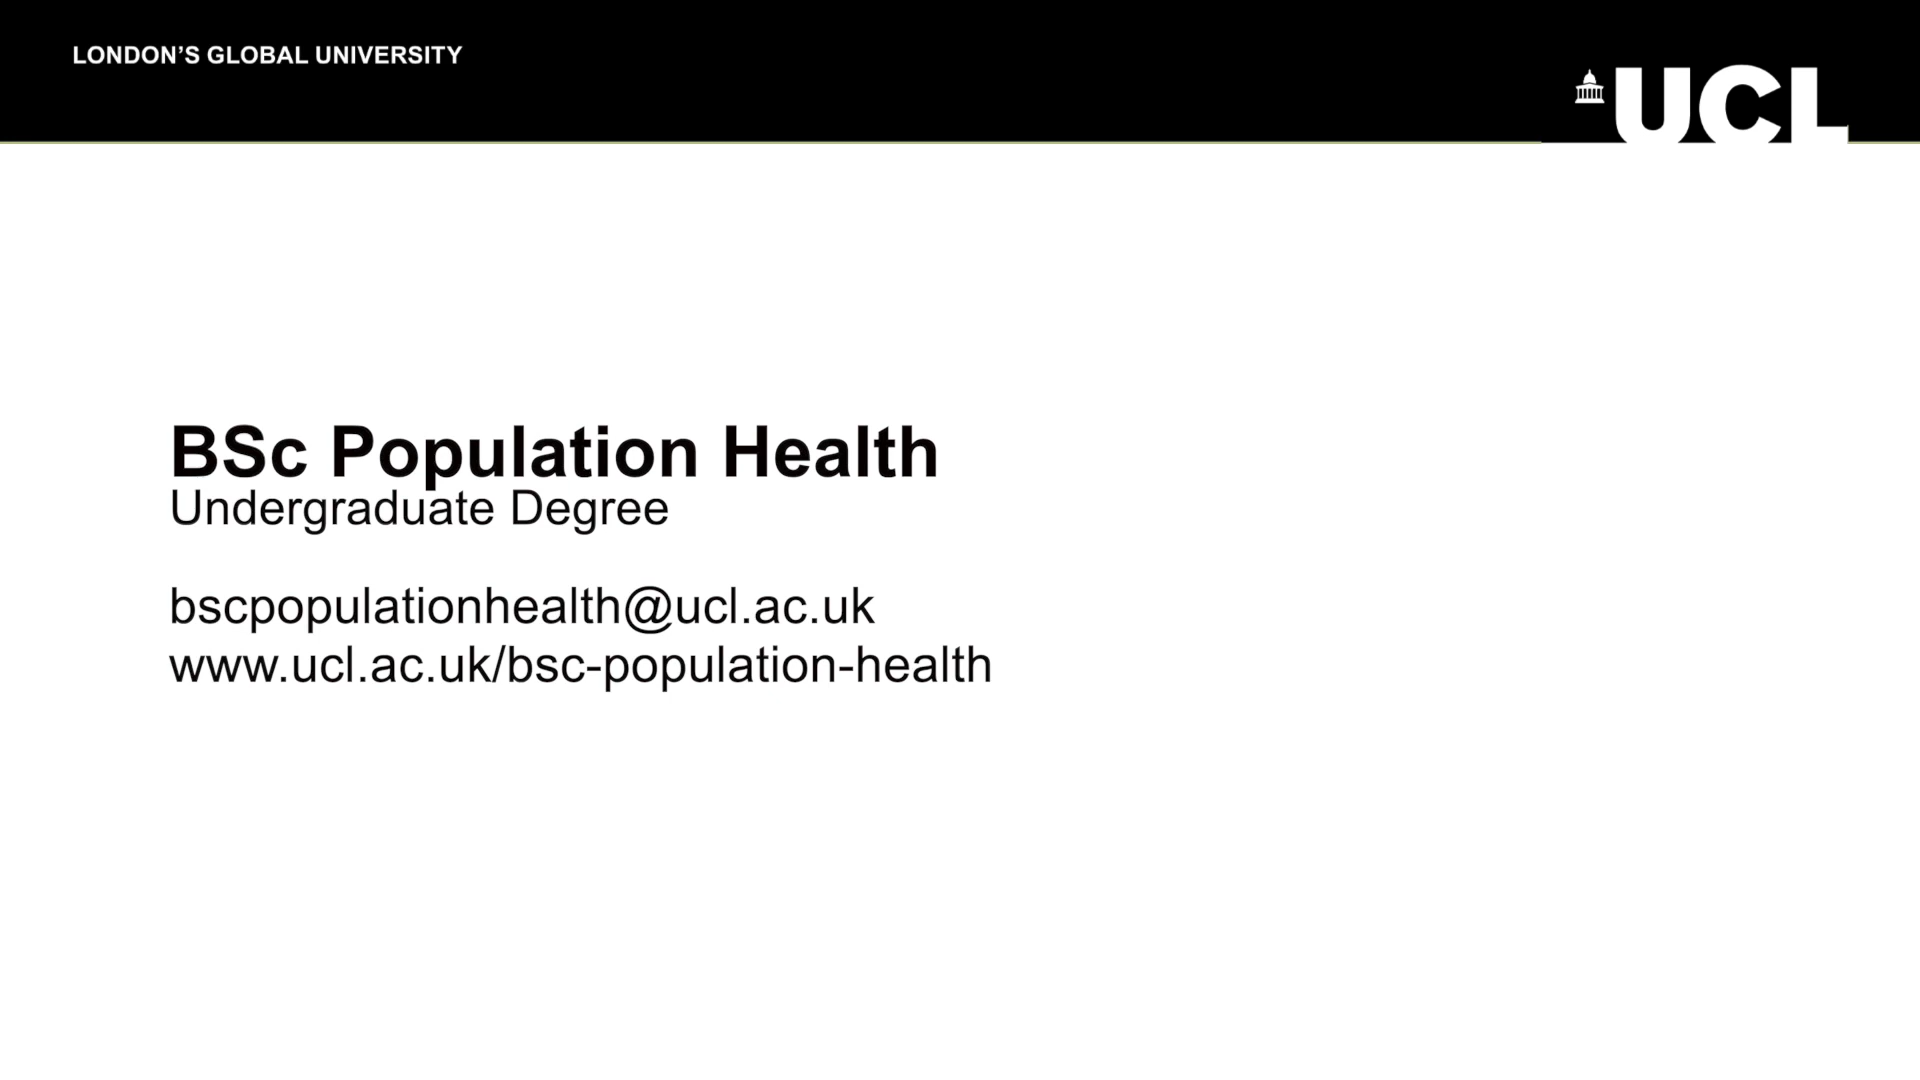 LONDON’S GLOBAL UNIVERSITY
UCL
BSc Population Health
Undergraduate Degree
bscpopulationhealth@ucl.ac.uk
www.ucl.ac.uk/bsc-population-health